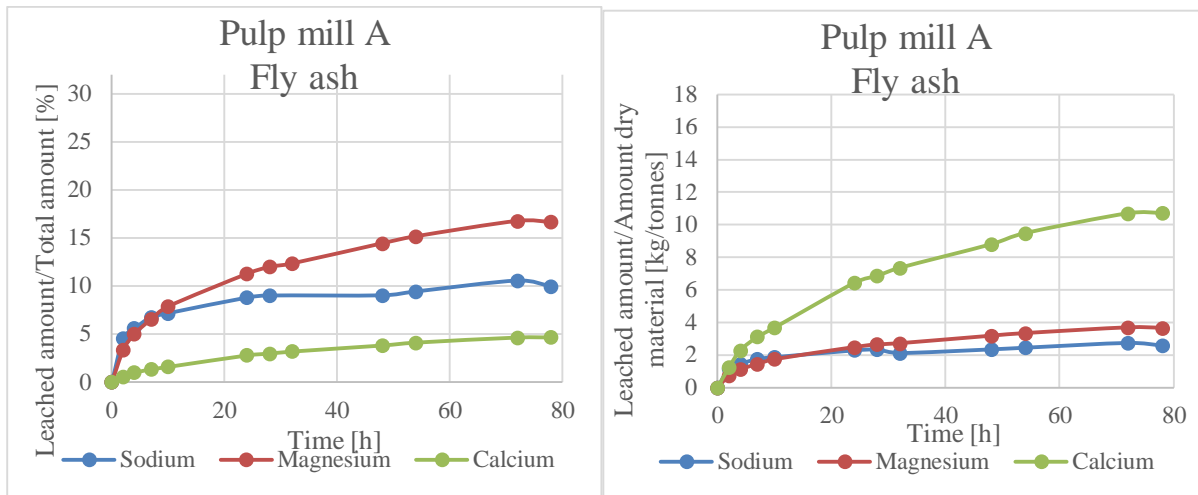 Pulp mill A
Fly ash
Leached amount/Total amount [%]
30
25
20
15
10
5
0
0 20 40 60 80
Time [h]
Sodium Magnesium Calcium
Pulp mill A
Fly ash
Leached amount/Amount dry
material [kg/tonnes]
18
16
14
12
10
8
6
4
2
0
0 20 40 60 80
Time [h]
Sodium Magnesium Calcium